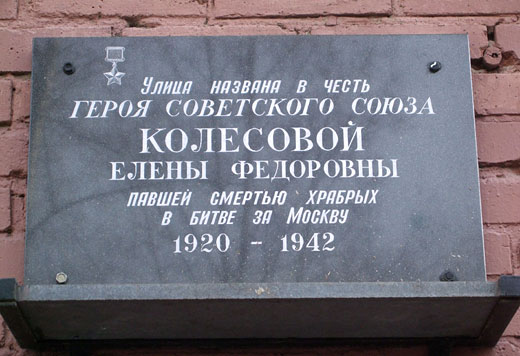 Улица названа в честь
ГЕРОЯ СОВЕТСКОГО СОЮЗА
КОЛЕСОВОЙ
ЕЛЕНЫ ФЕДОРОВНЫ
ПАВШЕЙ СМЕРТЬЮ ХРАБРЫХ
В БИТВЕ ЗА МОСКВУ
1920 - 1942